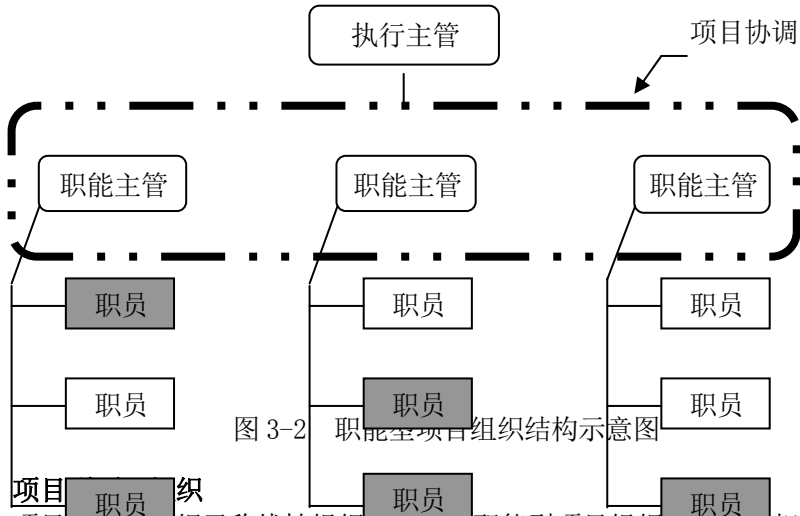 执行主管
项目协调
职能主管 职能主管 职能主管
职员 职员 职员
职员 职员 职员
图 3-2 职能型项目组织结构示意图
项目 织
职员 职员 职员